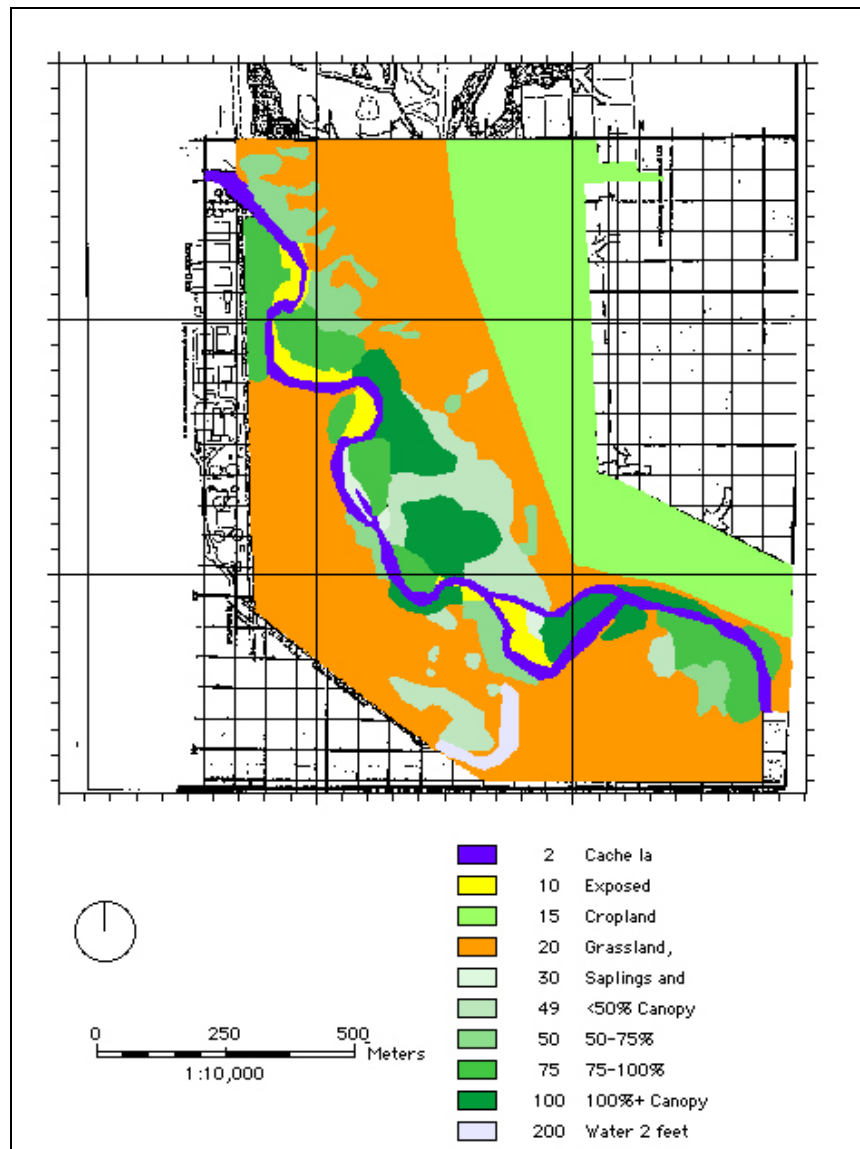 2 Cache la
10 Exposed
15 Cropland
20 Grassland,
30 Saplings and
49 <50% Canopy
50 50-75%
75 75-100%
100 100%+ Canopy
200 Water 2 feet
0 250 500
Meters
1:10,000